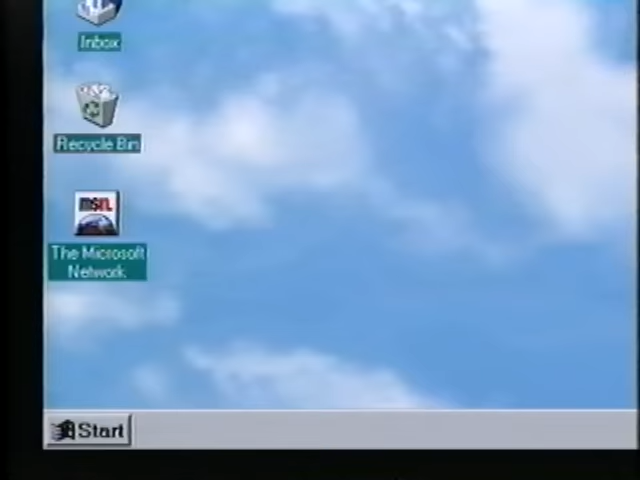 Inbox
Recycle Bin
msn.
The Microsoft
Network
Start